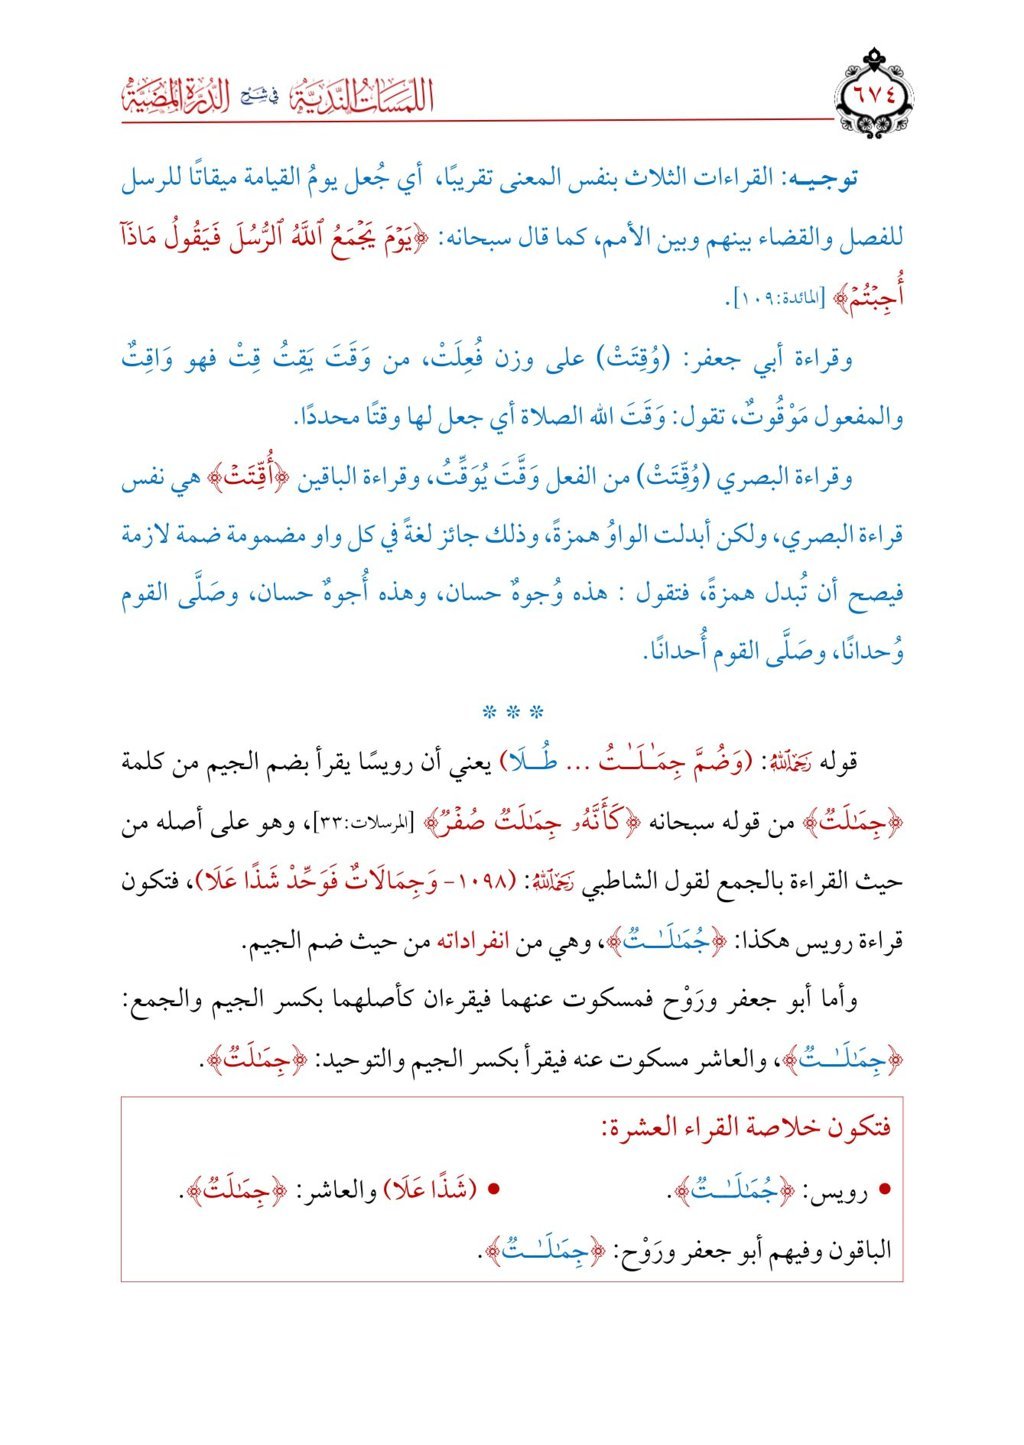 ٦٧٤
اللمسات الندية في شرح الدرة المضية
توجيه: القراءات الثلاث بنفس المعنى تقريبًا، أي جُعل يومُ القيامة ميقاتًا للرسل
للفصل والقضاء بينهم وبين الأمم، كما قال سبحانه: ﴿يَوۡمَ يَجۡمَعُ ٱللَّهُ ٱلرُّسُلَ فَيَقُولُ مَاذَآ
أُجِبۡتُمۡ﴾ [المائدة:١٠٩].
وقراءة أبي جعفر: (وُقِتَتْ) على وزن فُعِلَتْ، من وَقَتَ يَقِتُ قِتْ فهو وَاقِتٌ
والمفعول مَوْقُوتٌ، تقول: وَقَتَ الله الصلاة أي جعل لها وقتًا محددًا.
وقراءة البصري (وُقِّتَتْ) من الفعل وَقَّتَ يُوَقِّتُ، وقراءة الباقين ﴿أُقِّتَتۡ﴾ هي نفس
قراءة البصري، ولكن أبدلت الواوُ همزةً، وذلك جائز لغةً في كل واو مضمومة ضمة لازمة
فيصح أن تُبدل همزةً، فتقول : هذه وُجوهٌ حسان، وهذه أُجوهٌ حسان، وصَلَّى القوم
وُحدانًا، وصَلَّى القوم أُحدانًا.
* * *
قوله رحمه الله: (وَضُمَّ جِمَٰلَٰتُ ... طُلَا) يعني أن رويسًا يقرأ بضم الجيم من كلمة
﴿جِمَٰلَتٞ﴾ من قوله سبحانه ﴿كَأَنَّهُۥ جِمَٰلَتٞ صُفۡرٞ﴾ [المرسلات:٣٣]، وهو على أصله من
حيث القراءة بالجمع لقول الشاطبي رحمه الله: (١٠٩٨- وَجِمَالَاتٌ فَوَحِّدْ شَذًا عَلَا)، فتكون
قراءة رويس هكذا: ﴿جُمَٰلَٰتٞ﴾، وهي من انفراداته من حيث ضم الجيم.
وأما أبو جعفر ورَوْح فمسكوت عنهما فيقرءان كأصلهما بكسر الجيم والجمع:
﴿جِمَٰلَٰتٞ﴾، والعاشر مسكوت عنه فيقرأ بكسر الجيم والتوحيد: ﴿جِمَٰلَتٞ﴾.
فتكون خلاصة القراء العشرة:
• رويس: ﴿جُمَٰلَٰتٞ﴾. • (شَذًا عَلَا) والعاشر: ﴿جِمَٰلَتٞ﴾.
الباقون وفيهم أبو جعفر ورَوْح: ﴿جِمَٰلَٰتٞ﴾.